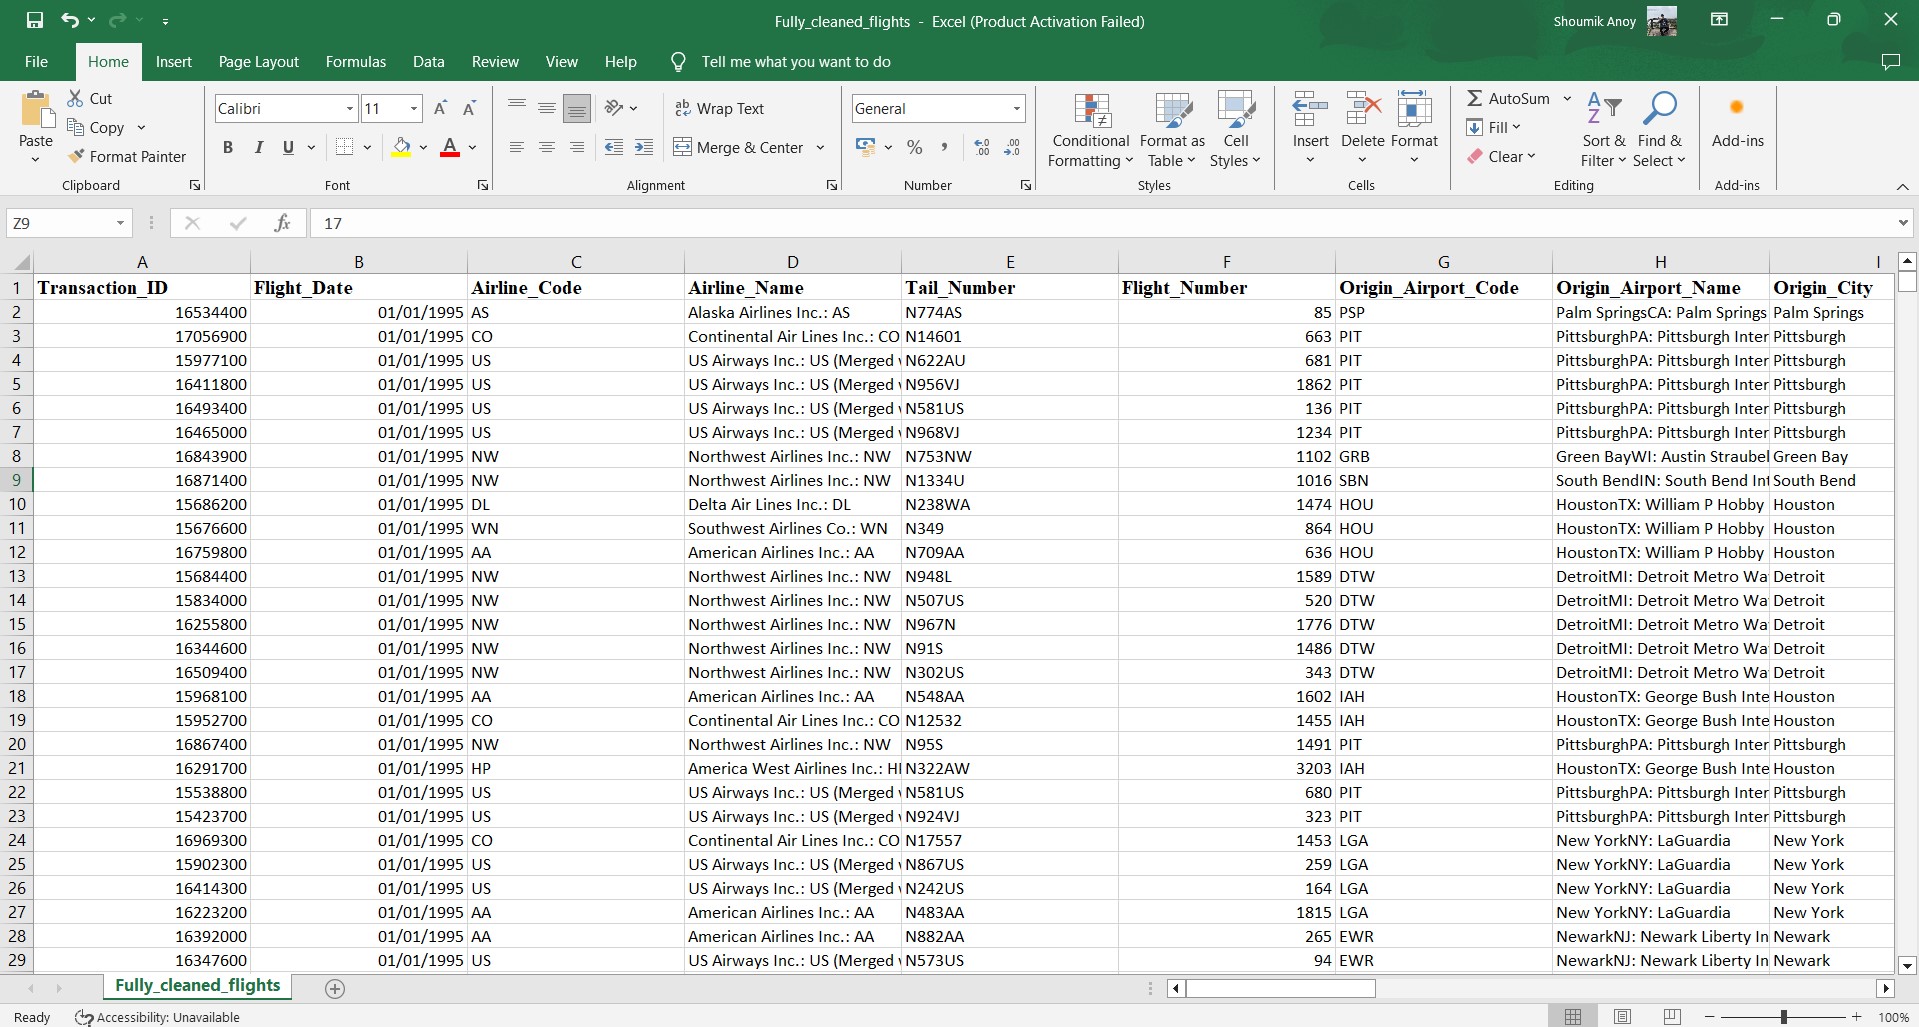 Fully_cleaned_flights - Excel (Product Activation Failed)
Shoumik Anoy
File Home Insert Page Layout Formulas Data Review View Help Tell me what you want to do
Paste
Cut
Copy
Format Painter
Clipboard
Calibri 11
B I U
Font
Wrap Text
Merge & Center
Alignment
General
Number
Conditional Formatting
Format as Table
Cell Styles
Styles
Insert Delete Format
Cells
AutoSum
Fill
Clear
Sort & Filter
Find & Select
Editing
Add-ins
Add-ins
Z9 fx 17
A B C D E F G H I
1 Transaction_ID Flight_Date Airline_Code Airline_Name Tail_Number Flight_Number Origin_Airport_Code Origin_Airport_Name Origin_City
2 16534400 01/01/1995 AS Alaska Airlines Inc.: AS N774AS 85 PSP Palm SpringsCA: Palm Springs Palm Springs
3 17056900 01/01/1995 CO Continental Air Lines Inc.: CO N14601 663 PIT PittsburghPA: Pittsburgh Inter Pittsburgh
4 15977100 01/01/1995 US US Airways Inc.: US (Merged N622AU 681 PIT PittsburghPA: Pittsburgh Inter Pittsburgh
5 16411800 01/01/1995 US US Airways Inc.: US (Merged N956VJ 1862 PIT PittsburghPA: Pittsburgh Inter Pittsburgh
6 16493400 01/01/1995 US US Airways Inc.: US (Merged N581US 136 PIT PittsburghPA: Pittsburgh Inter Pittsburgh
7 16465000 01/01/1995 US US Airways Inc.: US (Merged N968VJ 1234 PIT PittsburghPA: Pittsburgh Inter Pittsburgh
8 16843900 01/01/1995 NW Northwest Airlines Inc.: NW N753NW 1102 GRB Green BayWI: Austin Straubel Green Bay
9 16871400 01/01/1995 NW Northwest Airlines Inc.: NW N1334U 1016 SBN South BendIN: South Bend Int South Bend
10 15686200 01/01/1995 DL Delta Air Lines Inc.: DL N238WA 1474 HOU HoustonTX: William P Hobby Houston
11 15676600 01/01/1995 WN Southwest Airlines Co.: WN N349 864 HOU HoustonTX: William P Hobby Houston
12 16759800 01/01/1995 AA American Airlines Inc.: AA N709AA 636 HOU HoustonTX: William P Hobby Houston
13 15684400 01/01/1995 NW Northwest Airlines Inc.: NW N948L 1589 DTW DetroitMI: Detroit Metro Wa Detroit
14 15834000 01/01/1995 NW Northwest Airlines Inc.: NW N507US 520 DTW DetroitMI: Detroit Metro Wa Detroit
15 16255800 01/01/1995 NW Northwest Airlines Inc.: NW N967N 1776 DTW DetroitMI: Detroit Metro Wa Detroit
16 16344600 01/01/1995 NW Northwest Airlines Inc.: NW N91S 1486 DTW DetroitMI: Detroit Metro Wa Detroit
17 16509400 01/01/1995 NW Northwest Airlines Inc.: NW N302US 343 DTW DetroitMI: Detroit Metro Wa Detroit
18 15968100 01/01/1995 AA American Airlines Inc.: AA N548AA 1602 IAH HoustonTX: George Bush Inte Houston
19 15952700 01/01/1995 CO Continental Air Lines Inc.: CO N12532 1455 IAH HoustonTX: George Bush Inte Houston
20 16867400 01/01/1995 NW Northwest Airlines Inc.: NW N95S 1491 PIT PittsburghPA: Pittsburgh Inter Pittsburgh
21 16291700 01/01/1995 HP America West Airlines Inc.: HI N322AW 3203 IAH HoustonTX: George Bush Inte Houston
22 15538800 01/01/1995 US US Airways Inc.: US (Merged N581US 680 PIT PittsburghPA: Pittsburgh Inter Pittsburgh
23 15423700 01/01/1995 US US Airways Inc.: US (Merged N924VJ 323 PIT PittsburghPA: Pittsburgh Inter Pittsburgh
24 16969300 01/01/1995 CO Continental Air Lines Inc.: CO N17557 1453 LGA New YorkNY: LaGuardia New York
25 15902300 01/01/1995 US US Airways Inc.: US (Merged N867US 259 LGA New YorkNY: LaGuardia New York
26 16414300 01/01/1995 US US Airways Inc.: US (Merged N242US 164 LGA New YorkNY: LaGuardia New York
27 16223200 01/01/1995 AA American Airlines Inc.: AA N483AA 1815 LGA New YorkNY: LaGuardia New York
28 16392000 01/01/1995 AA American Airlines Inc.: AA N882AA 265 EWR NewarkNJ: Newark Liberty In Newark
29 16347600 01/01/1995 US US Airways Inc.: US (Merged N573US 94 EWR NewarkNJ: Newark Liberty In Newark
Fully_cleaned_flights
Ready Accessibility: Unavailable 100%